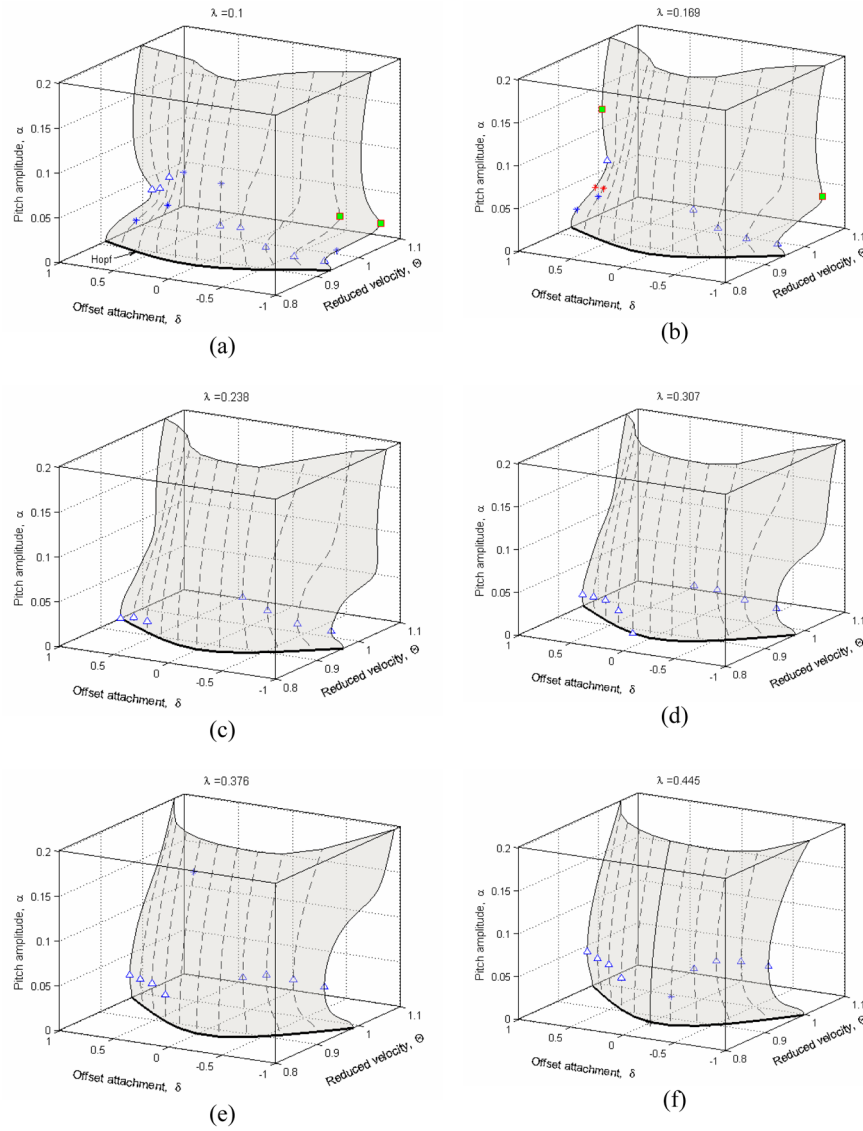 λ =0.1
0.2
0.15
0.1
0.05
0
Pitch amplitude, α
Hopf
1
0.5
0
-0.5
-1
Offset attachment, δ
0.8
0.9
1
1.1
Reduced velocity, Θ
(a)
λ =0.169
0.2
0.15
0.1
0.05
0
Pitch amplitude, α
1
0.5
0
-0.5
-1
Offset attachment, δ
0.8
0.9
1
1.1
Reduced velocity, Θ
(b)
λ =0.238
0.2
0.15
0.1
0.05
0
Pitch amplitude, α
1
0.5
0
-0.5
-1
Offset attachment, δ
0.8
0.9
1
1.1
Reduced velocity, Θ
(c)
λ =0.307
0.2
0.15
0.1
0.05
0
Pitch amplitude, α
1
0.5
0
-0.5
-1
Offset attachment, δ
0.8
0.9
1
1.1
Reduced velocity, Θ
(d)
λ =0.376
0.2
0.15
0.1
0.05
0
Pitch amplitude, α
1
0.5
0
-0.5
-1
Offset attachment, δ
0.8
0.9
1
1.1
Reduced velocity, Θ
(e)
λ =0.445
0.2
0.15
0.1
0.05
0
Pitch amplitude, α
1
0.5
0
-0.5
-1
Offset attachment, δ
0.8
0.9
1
1.1
Reduced velocity, Θ
(f)